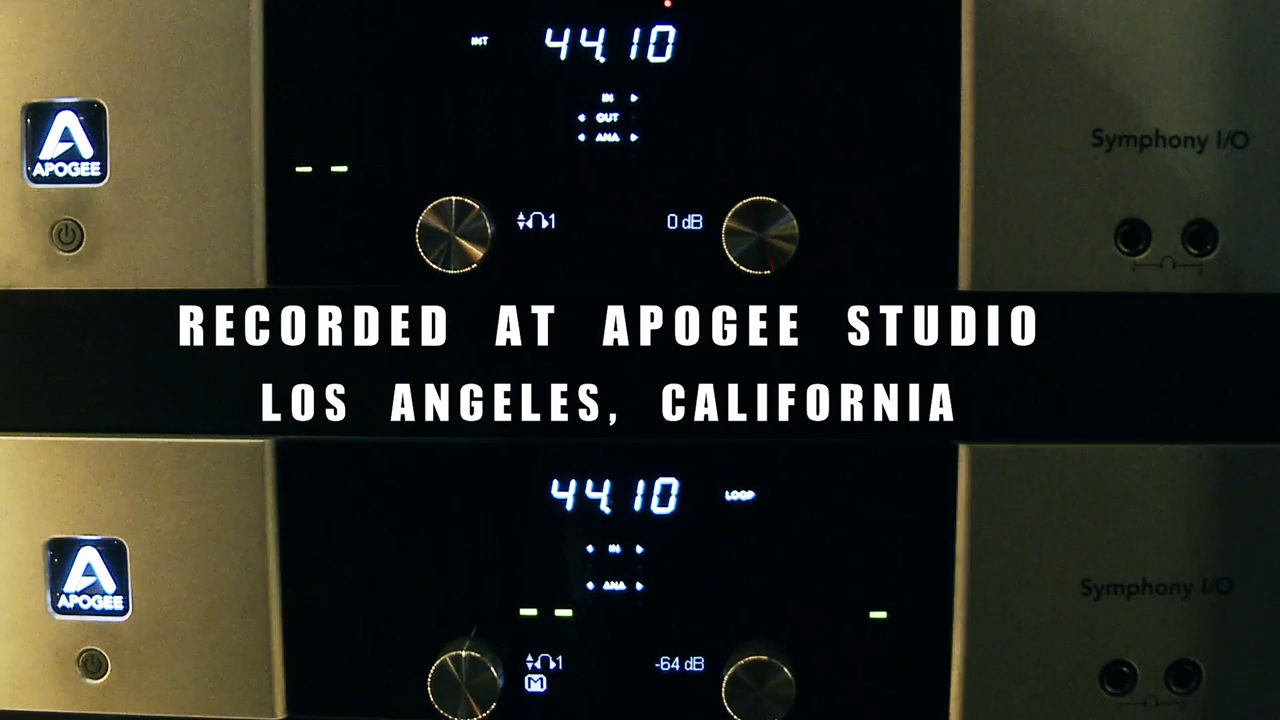 INT 44.10
IN
OUT
ANA
APOGEE
Symphony I/O
1 0 dB
RECORDED AT APOGEE STUDIO
LOS ANGELES, CALIFORNIA
44.10 LOOP
IN
ANA
APOGEE
Symphony I/O
1 -64 dB
M